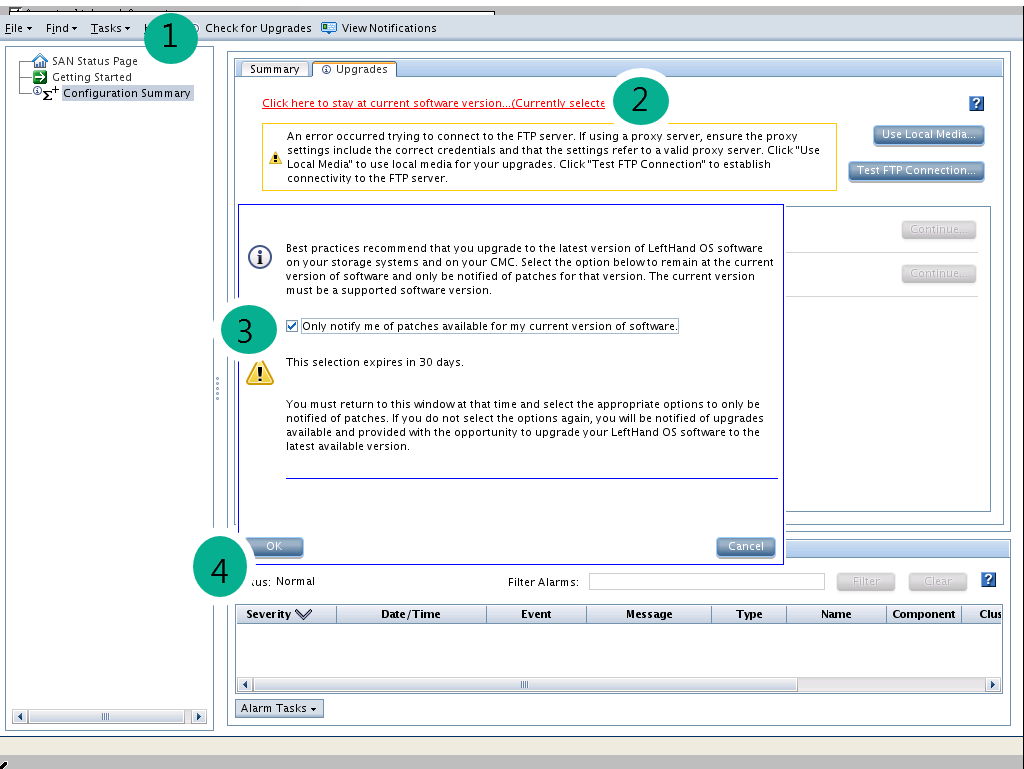 File Find Tasks 1 Check for Upgrades View Notifications
SAN Status Page
Getting Started
Configuration Summary
Summary Upgrades
Click here to stay at current software version...(Currently selecte 2
An error occurred trying to connect to the FTP server. If using a proxy server, ensure the proxy
settings include the correct credentials and that the settings refer to a valid proxy server. Click "Use
Local Media" to use local media for your upgrades. Click "Test FTP Connection" to establish
connectivity to the FTP server.
Use Local Media...
Test FTP Connection...
Continue...
Continue...
Best practices recommend that you upgrade to the latest version of LeftHand OS software
on your storage systems and on your CMC. Select the option below to remain at the current
version of software and only be notified of patches for that version. The current version
must be a supported software version.
3 Only notify me of patches available for my current version of software.
This selection expires in 30 days.
You must return to this window at that time and select the appropriate options to only be
notified of patches. If you do not select the options again, you will be notified of upgrades
available and provided with the opportunity to upgrade your LeftHand OS software to the
latest available version.
OK Cancel
4 us: Normal Filter Alarms: Filter Clear
Severity Date/Time Event Message Type Name Component Clus
Alarm Tasks